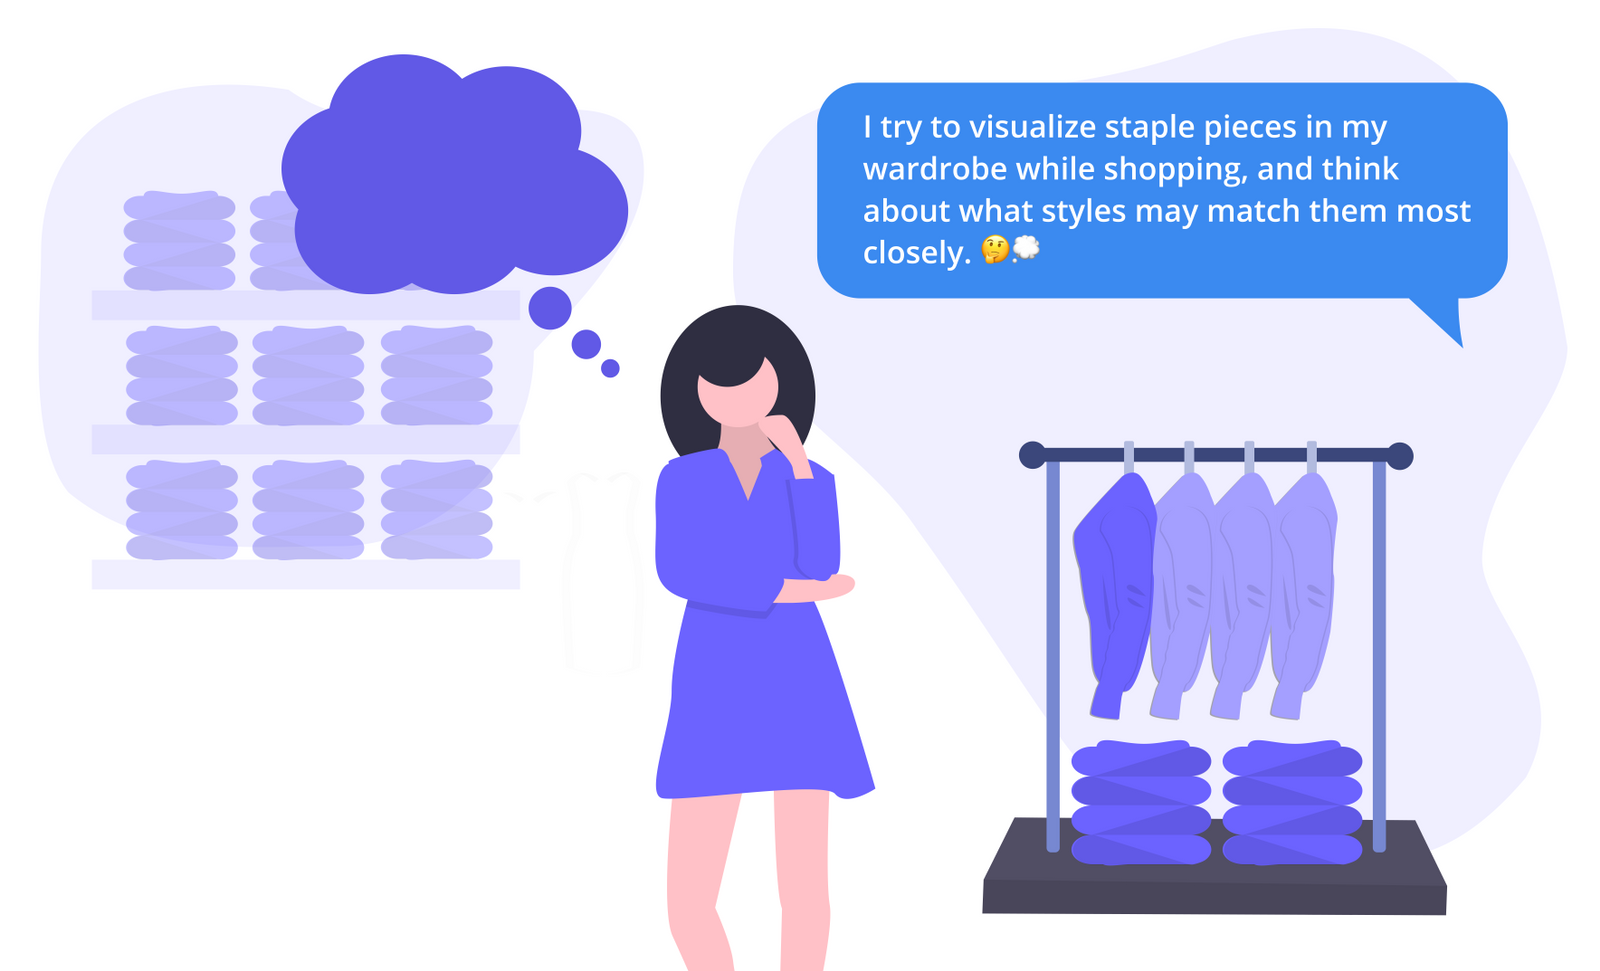 I try to visualize staple pieces in my
wardrobe while shopping, and think
about what styles may match them most
closely. 🤔💭